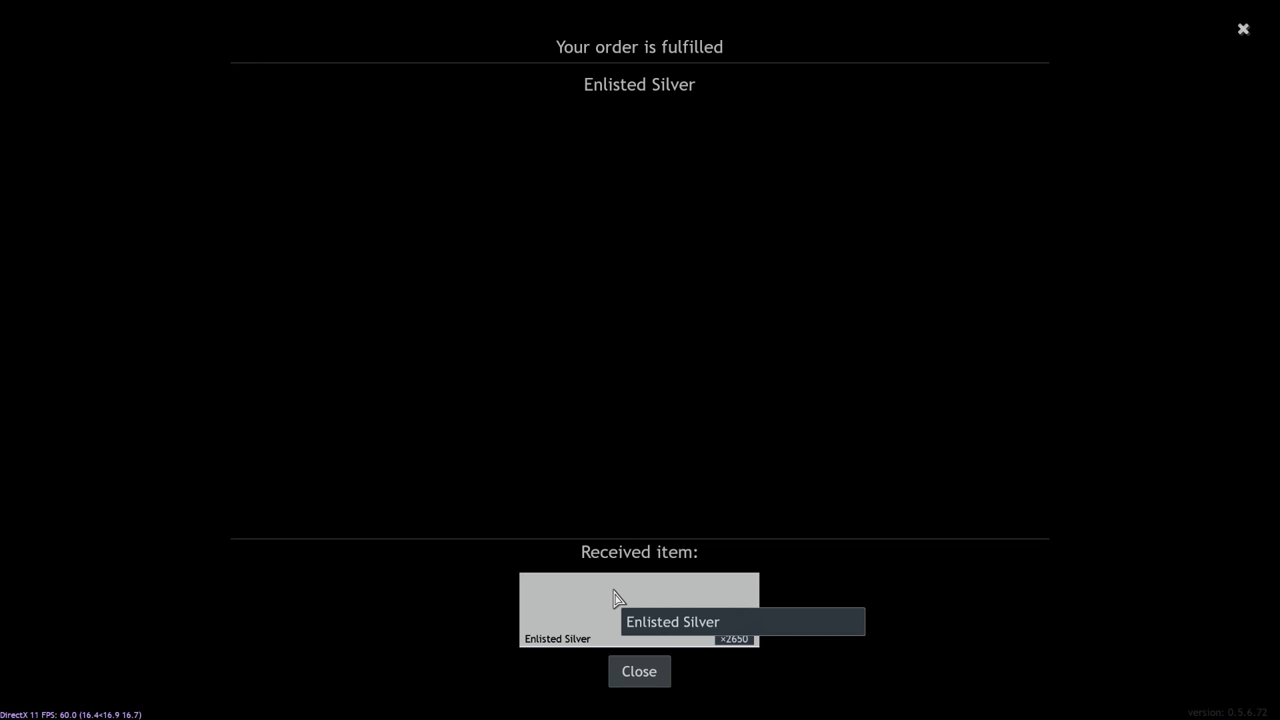 Your order is fulfilled
Enlisted Silver
Received item:
Enlisted Silver
Enlisted Silver
×2650
Close
DirectX 11 FPS: 60.0 (16.4<16.9 16.7)
version: 0.5.6.72